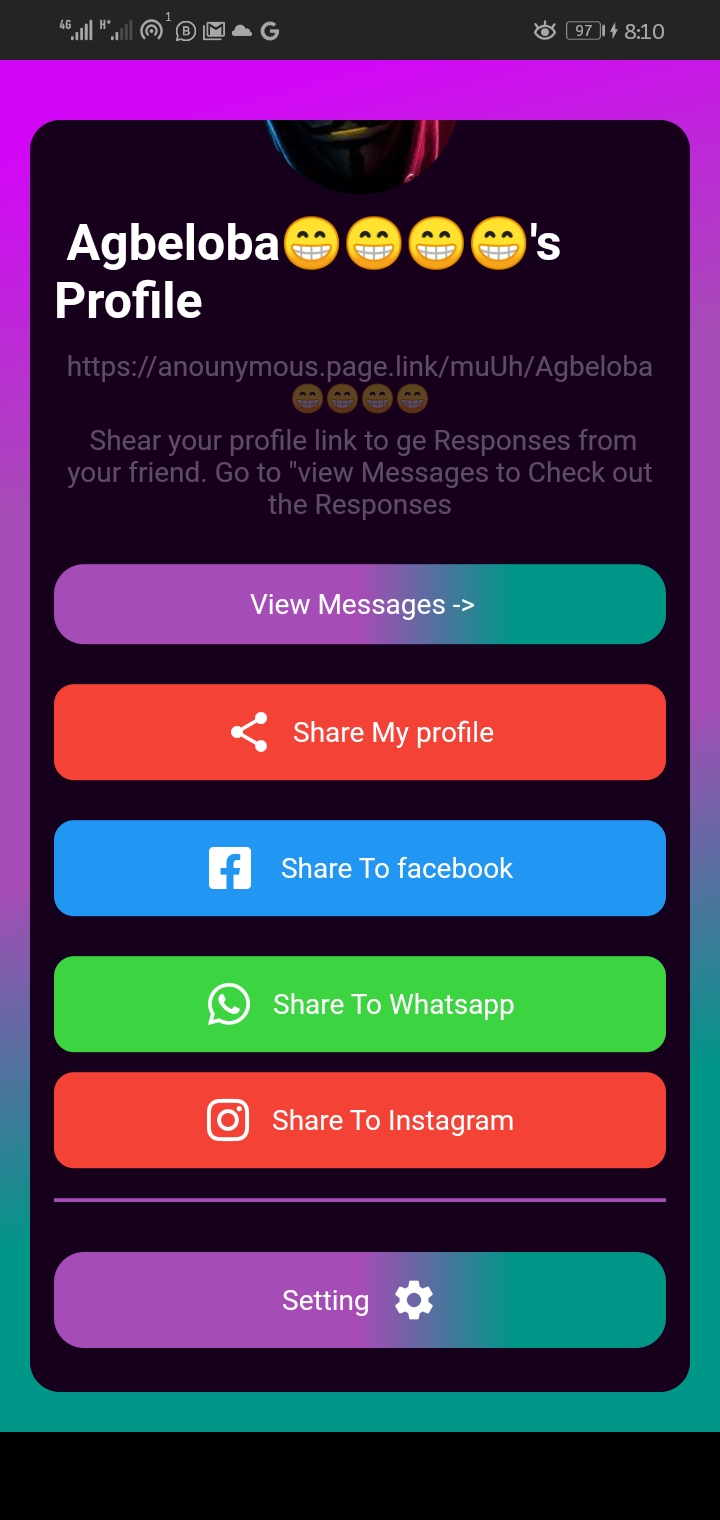 4G H+ 1 B G 97 8:10
Agbeloba😁😁😁😁's
Profile
https://anounymous.page.link/muUh/Agbeloba
😁😁😁😁
Shear your profile link to ge Responses from
your friend. Go to "view Messages to Check out
the Responses
View Messages ->
Share My profile
Share To facebook
Share To Whatsapp
Share To Instagram
Setting